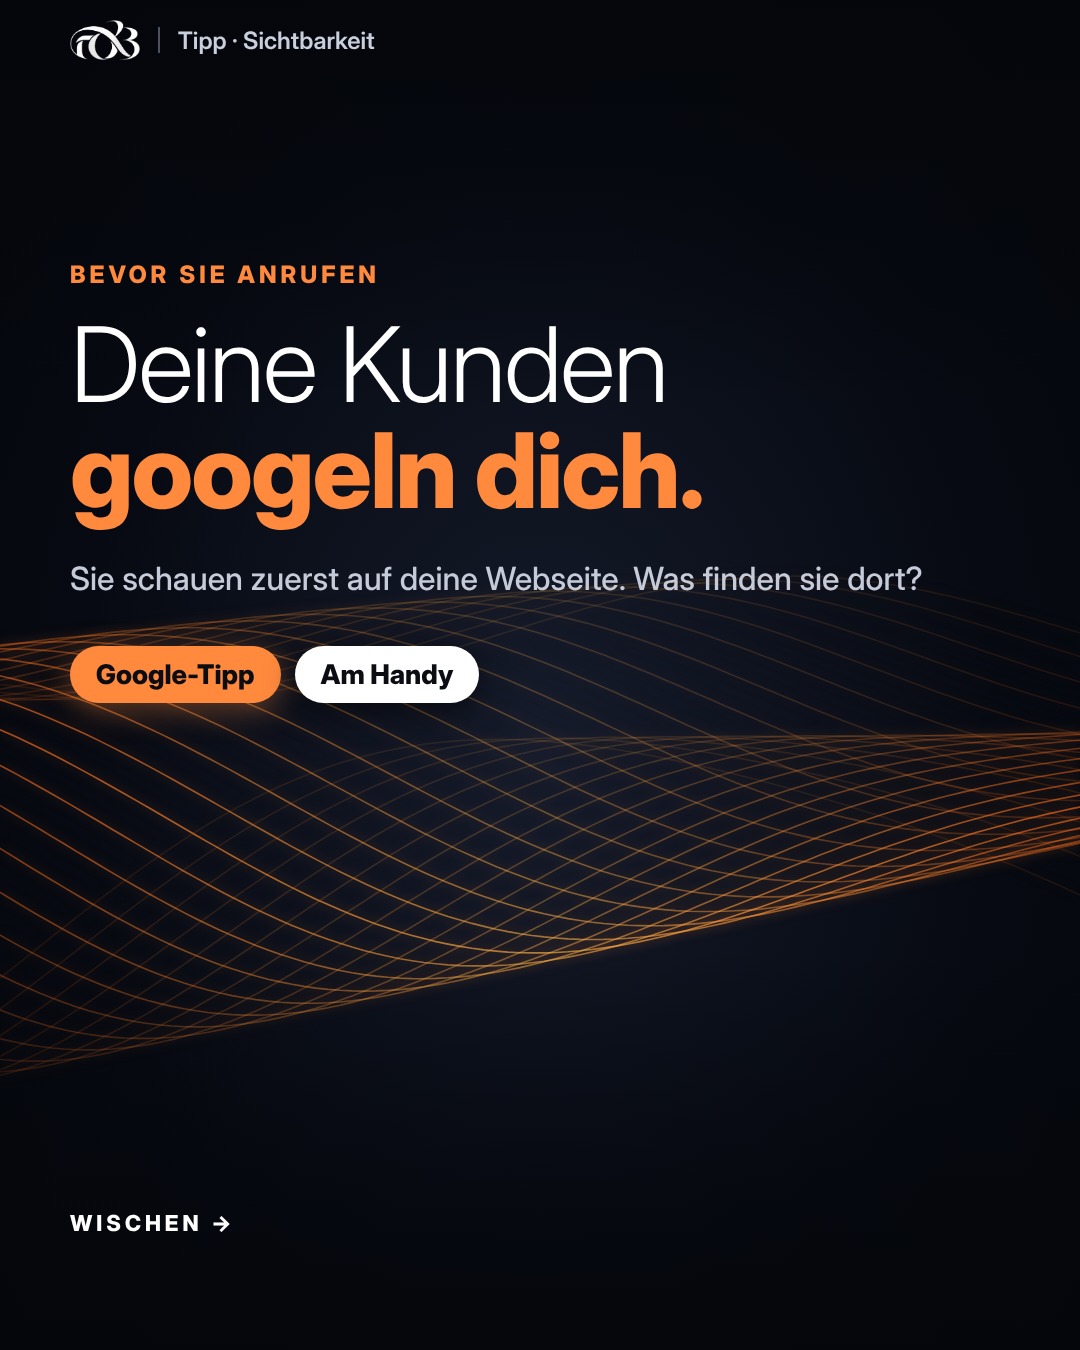 Tipp · Sichtbarkeit
BEVOR SIE ANRUFEN
Deine Kunden
googeln dich.
Sie schauen zuerst auf deine Webseite. Was finden sie dort?
Google-Tipp
Am Handy
WISCHEN →